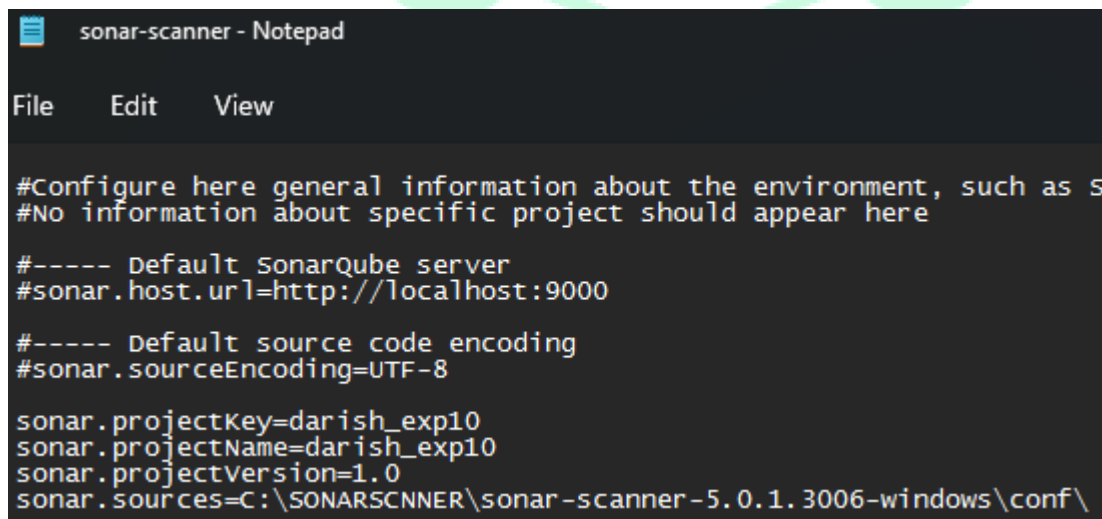 sonar-scanner - Notepad
File Edit View
#Configure here general information about the environment, such as S
#No information about specific project should appear here
#----- Default SonarQube server
#sonar.host.url=http://localhost:9000
#----- Default source code encoding
#sonar.sourceEncoding=UTF-8
sonar.projectKey=darish_exp10
sonar.projectName=darish_exp10
sonar.projectVersion=1.0
sonar.sources=C:\SONARSCNNER\sonar-scanner-5.0.1.3006-windows\conf\